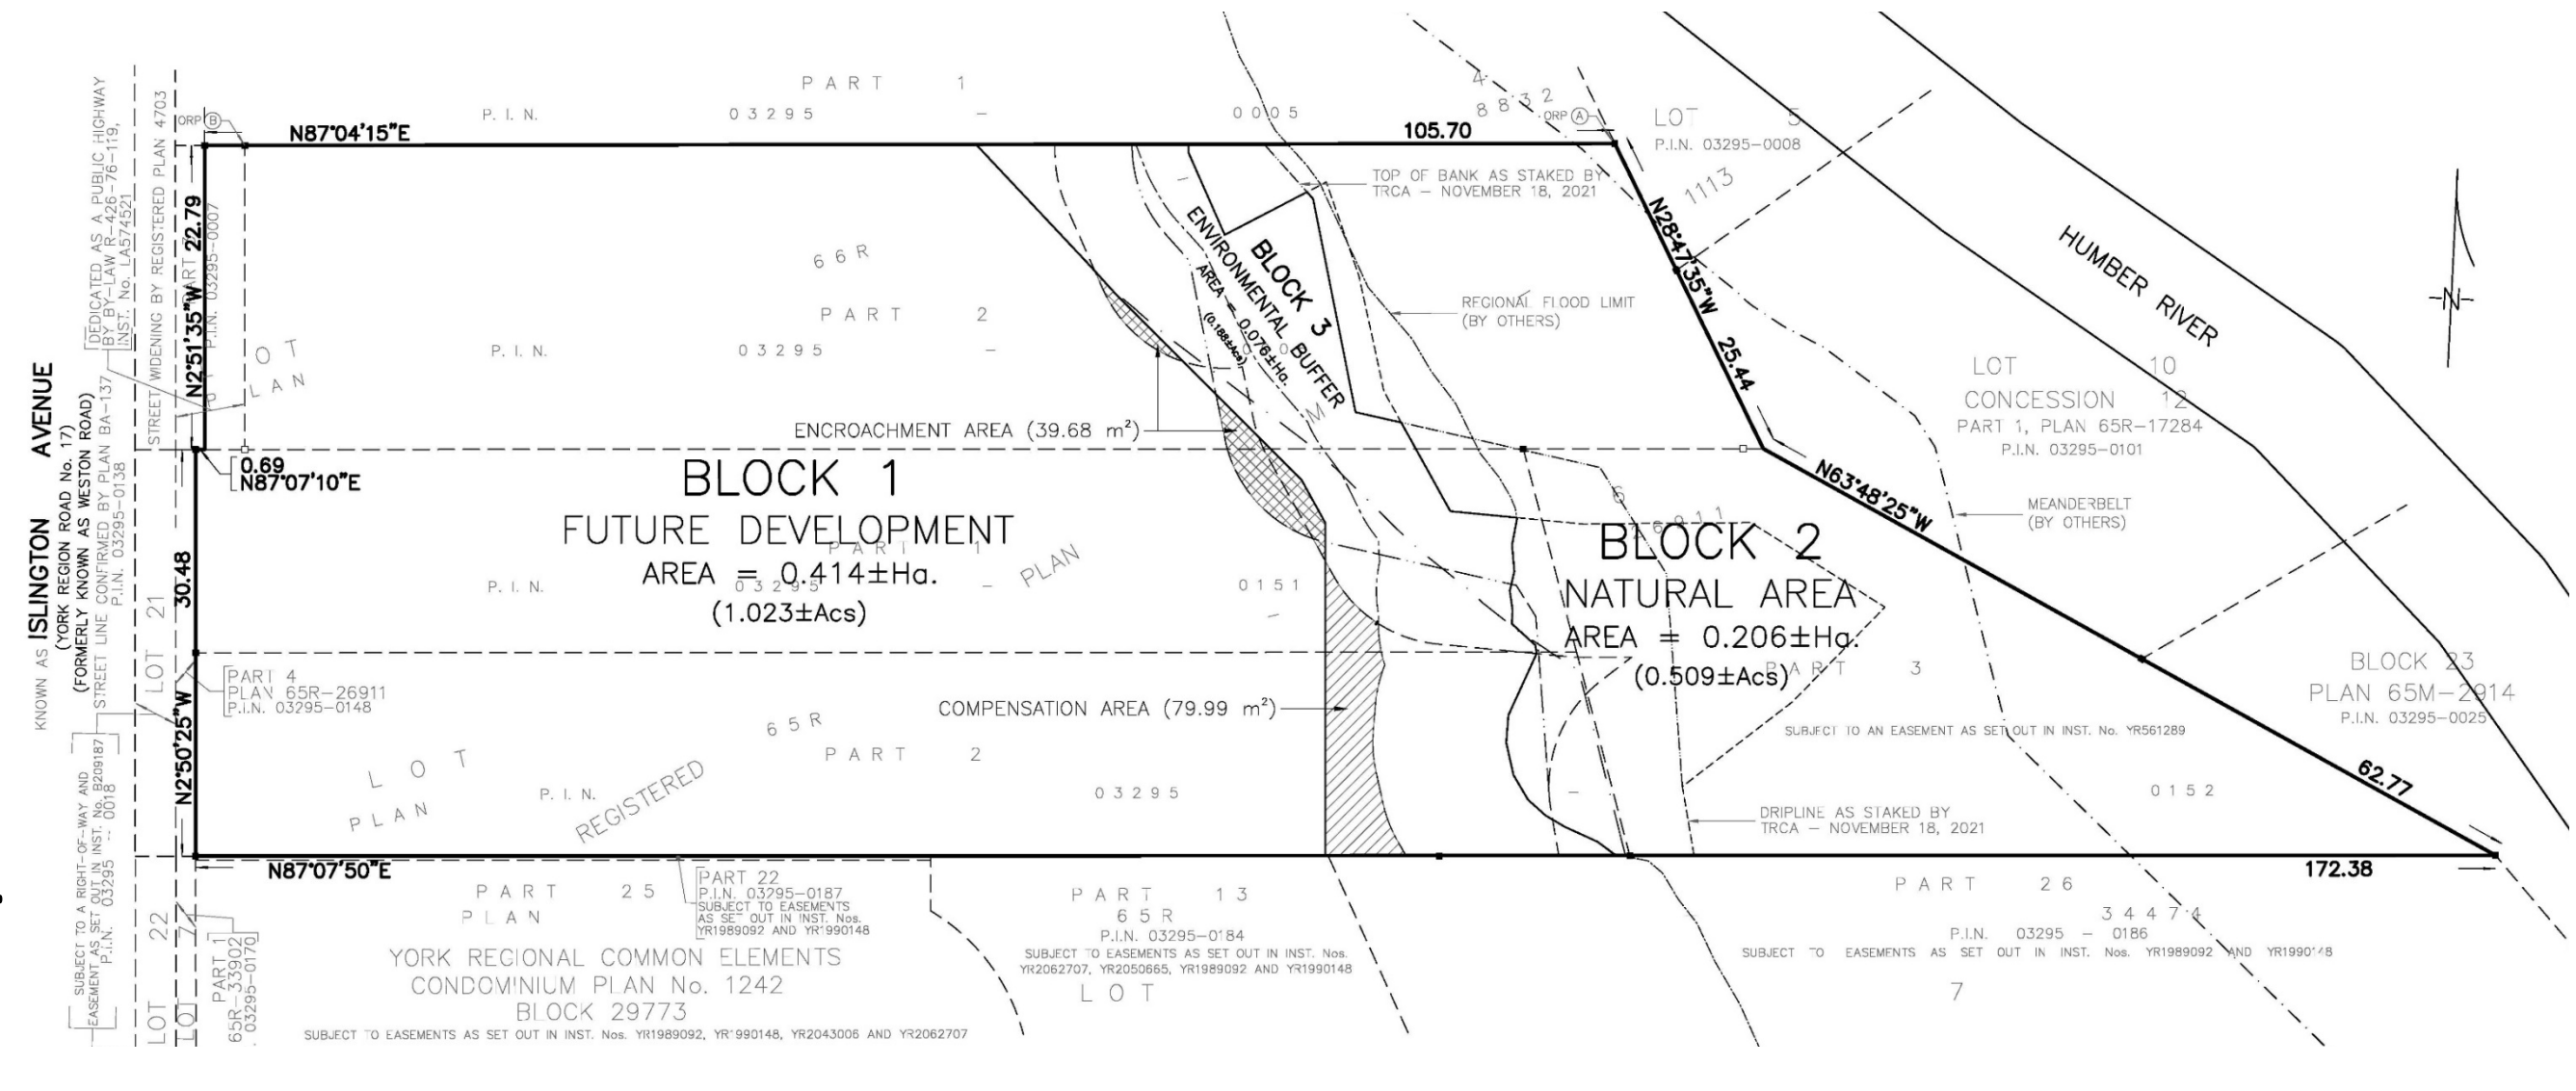 PART 1
P.I.N. 03295 - 0005
4
8832
ORP B
N87°04'15"E
105.70
ORP A
LOT 5
P.I.N. 03295-0008
1113
TOP OF BANK AS STAKED BY
TRCA - NOVEMBER 18, 2021
HUMBER RIVER
-N-
DEDICATED AS A PUBLIC HIGHWAY
BY BY-LAW R-426-76-119,
INST. No. LA574521
STREET WIDENING BY REGISTERED PLAN 4703
N2°51'35"W 22.79
PART
P.I.N. 03295-0007
LOT
PLAN
66R
PART 2
P.I.N. 03295 -
BLOCK 3
ENVIRONMENTAL BUFFER
AREA = 0.076±Ha.
(0.188±Acs)
M
REGIONAL FLOOD LIMIT
(BY OTHERS)
N28°47'35"W
25.44
LOT 10
CONCESSION 12
PART 1, PLAN 65R-17284
P.I.N. 03295-0101
KNOWN AS ISLINGTON AVENUE
(YORK REGION ROAD No. 17)
(FORMERLY KNOWN AS WESTON ROAD)
STREET LINE CONFIRMED BY PLAN BA-137
P.I.N. 03295-0138
ENCROACHMENT AREA (39.68 m²)
0.69
N87°07'10"E
BLOCK 1
FUTURE DEVELOPMENT
AREA = 0.414±Ha.
(1.023±Acs)
PART 1
P.I.N. 03295 - 0151
PLAN
-
30.48
LOT 21
N63°48'25"W
MEANDERBELT
(BY OTHERS)
6
26911
BLOCK 2
NATURAL AREA
AREA = 0.206±Ha.
(0.509±Acs)
PART 3
BLOCK 23
PLAN 65M-2914
P.I.N. 03295-0025
PART 4
PLAN 65R-26911
P.I.N. 03295-0148
N2°50'25"W
COMPENSATION AREA (79.99 m²)
65R
PART 2
SUBJECT TO AN EASEMENT AS SET OUT IN INST. No. YR561289
62.77
LOT
PLAN
REGISTERED
P.I.N. 03295 - 0152
DRIPLINE AS STAKED BY
TRCA - NOVEMBER 18, 2021
SUBJECT TO A RIGHT-OF-WAY AND
EASEMENT AS SET OUT IN INST. No. B209187
P.I.N. 03295 - 0018
N87°07'50"E
172.38
LOT 22
LOT 7
PART 1
65R-33902
03295-0170
PART 25
PLAN
PART 22
P.I.N. 03295-0187
SUBJECT TO EASEMENTS
AS SET OUT IN INST. Nos.
YR1989092 AND YR1990148
YORK REGIONAL COMMON ELEMENTS
CONDOMINIUM PLAN No. 1242
BLOCK 29773
SUBJECT TO EASEMENTS AS SET OUT IN INST. Nos. YR1989092, YR1990148, YR2043006 AND YR2062707
PART 13
65R
P.I.N. 03295-0184
SUBJECT TO EASEMENTS AS SET OUT IN INST. Nos.
YR2062707, YR2050665, YR1989092 AND YR1990148
LOT
PART 26
34474
P.I.N. 03295 - 0186
SUBJECT TO EASEMENTS AS SET OUT IN INST. Nos. YR1989092 AND YR1990148
7